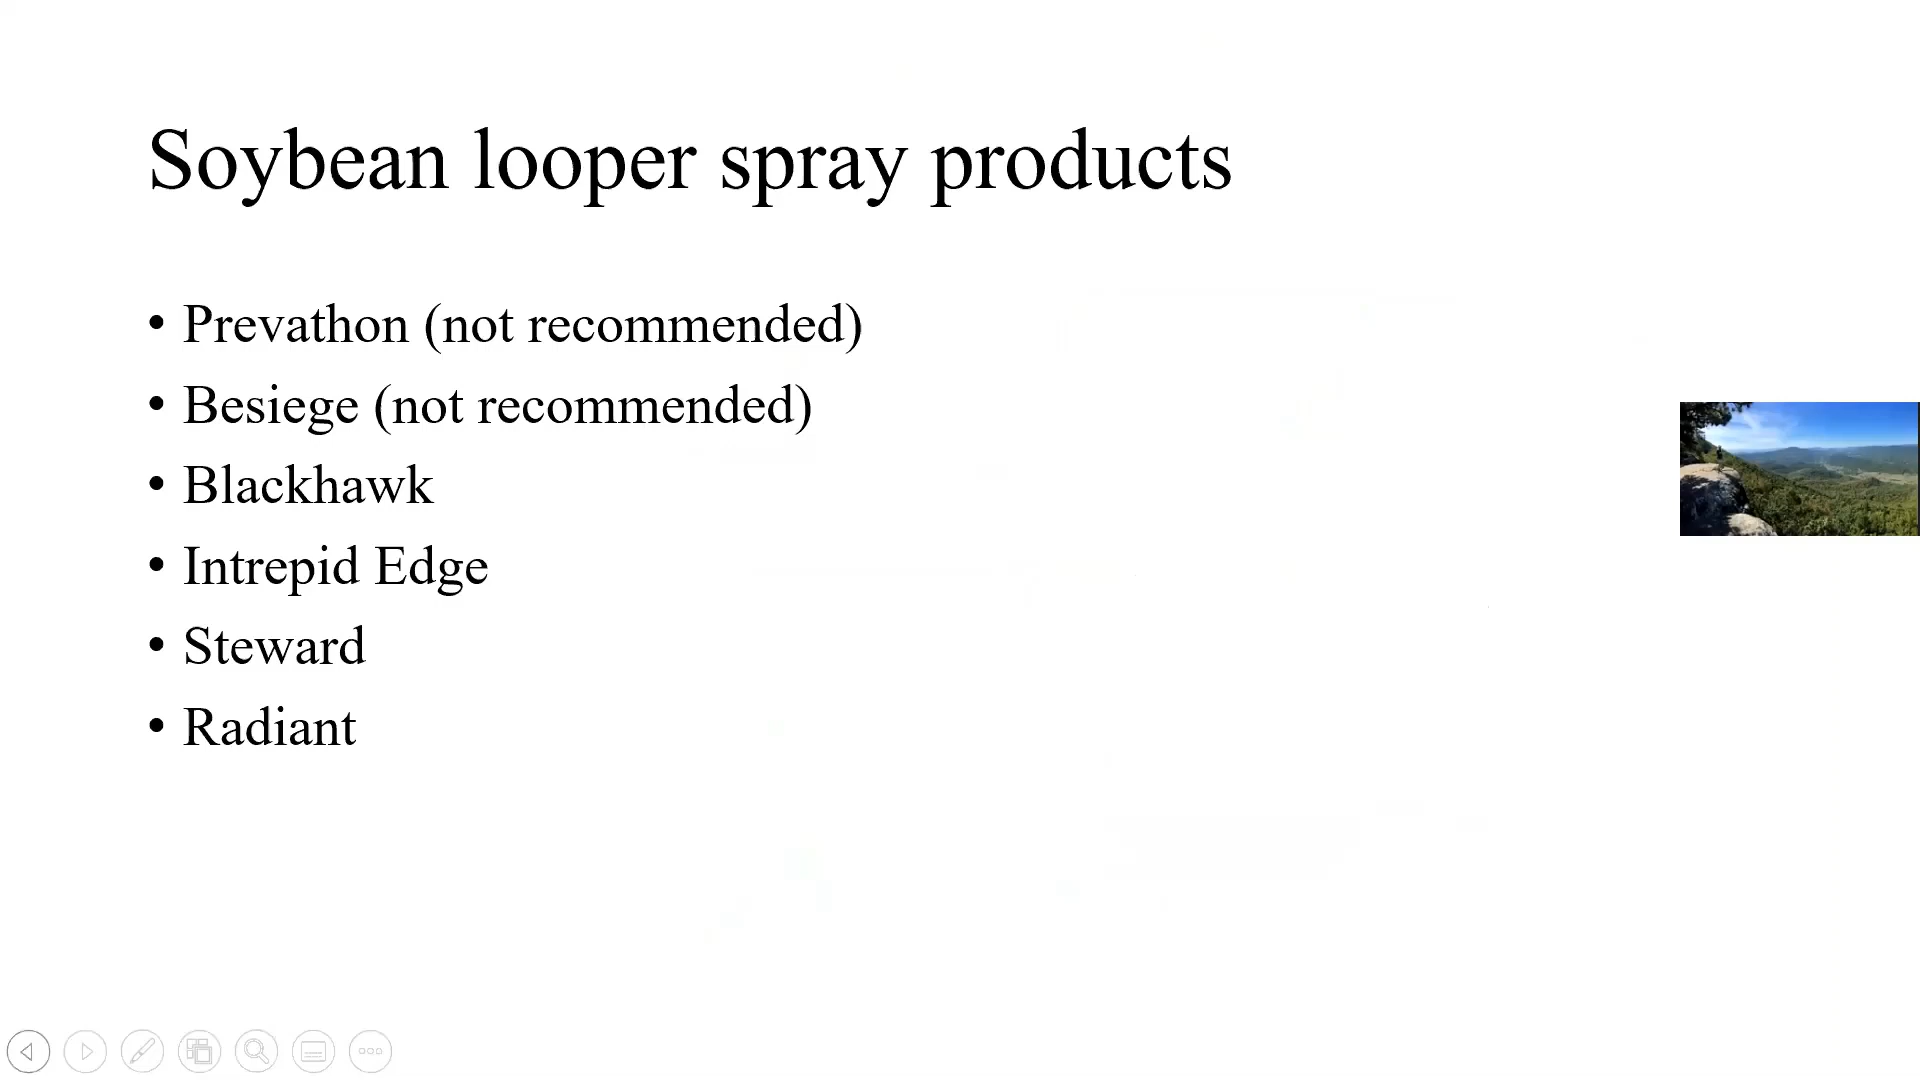 Soybean looper spray products
• Prevathon (not recommended)
• Besiege (not recommended)
• Blackhawk
• Intrepid Edge
• Steward
• Radiant